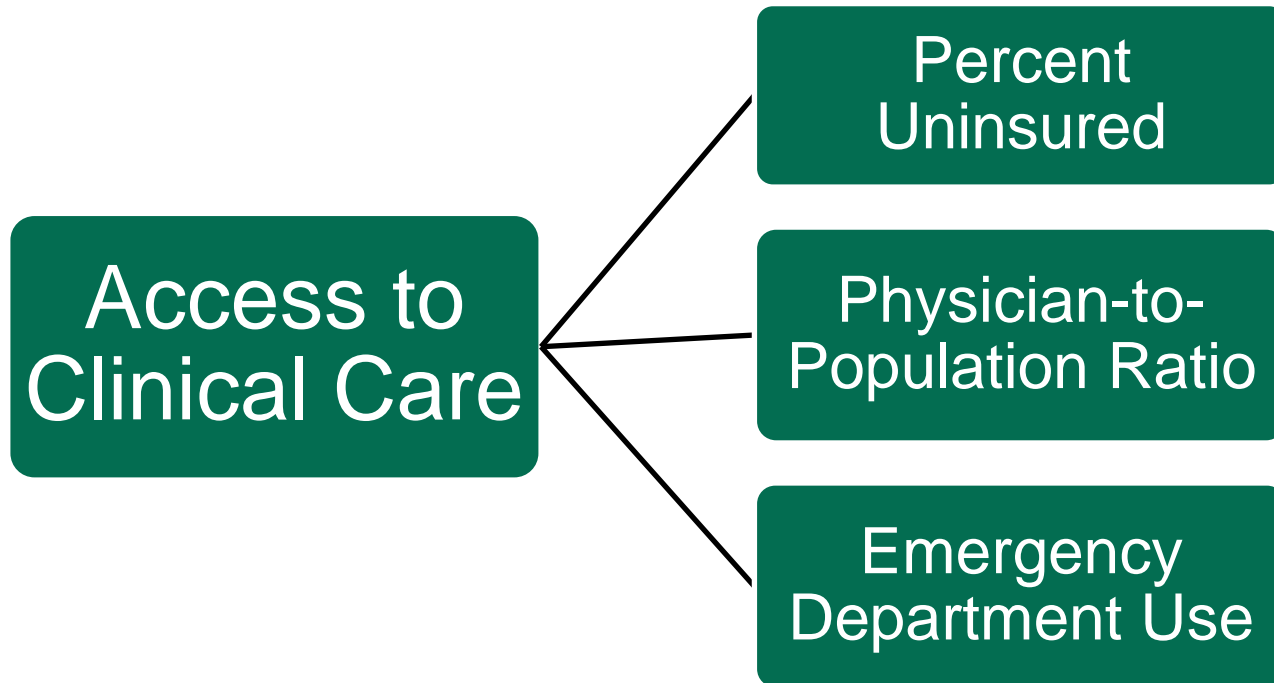 Access to
Clinical Care
Percent
Uninsured
Physician-to-
Population Ratio
Emergency
Department Use